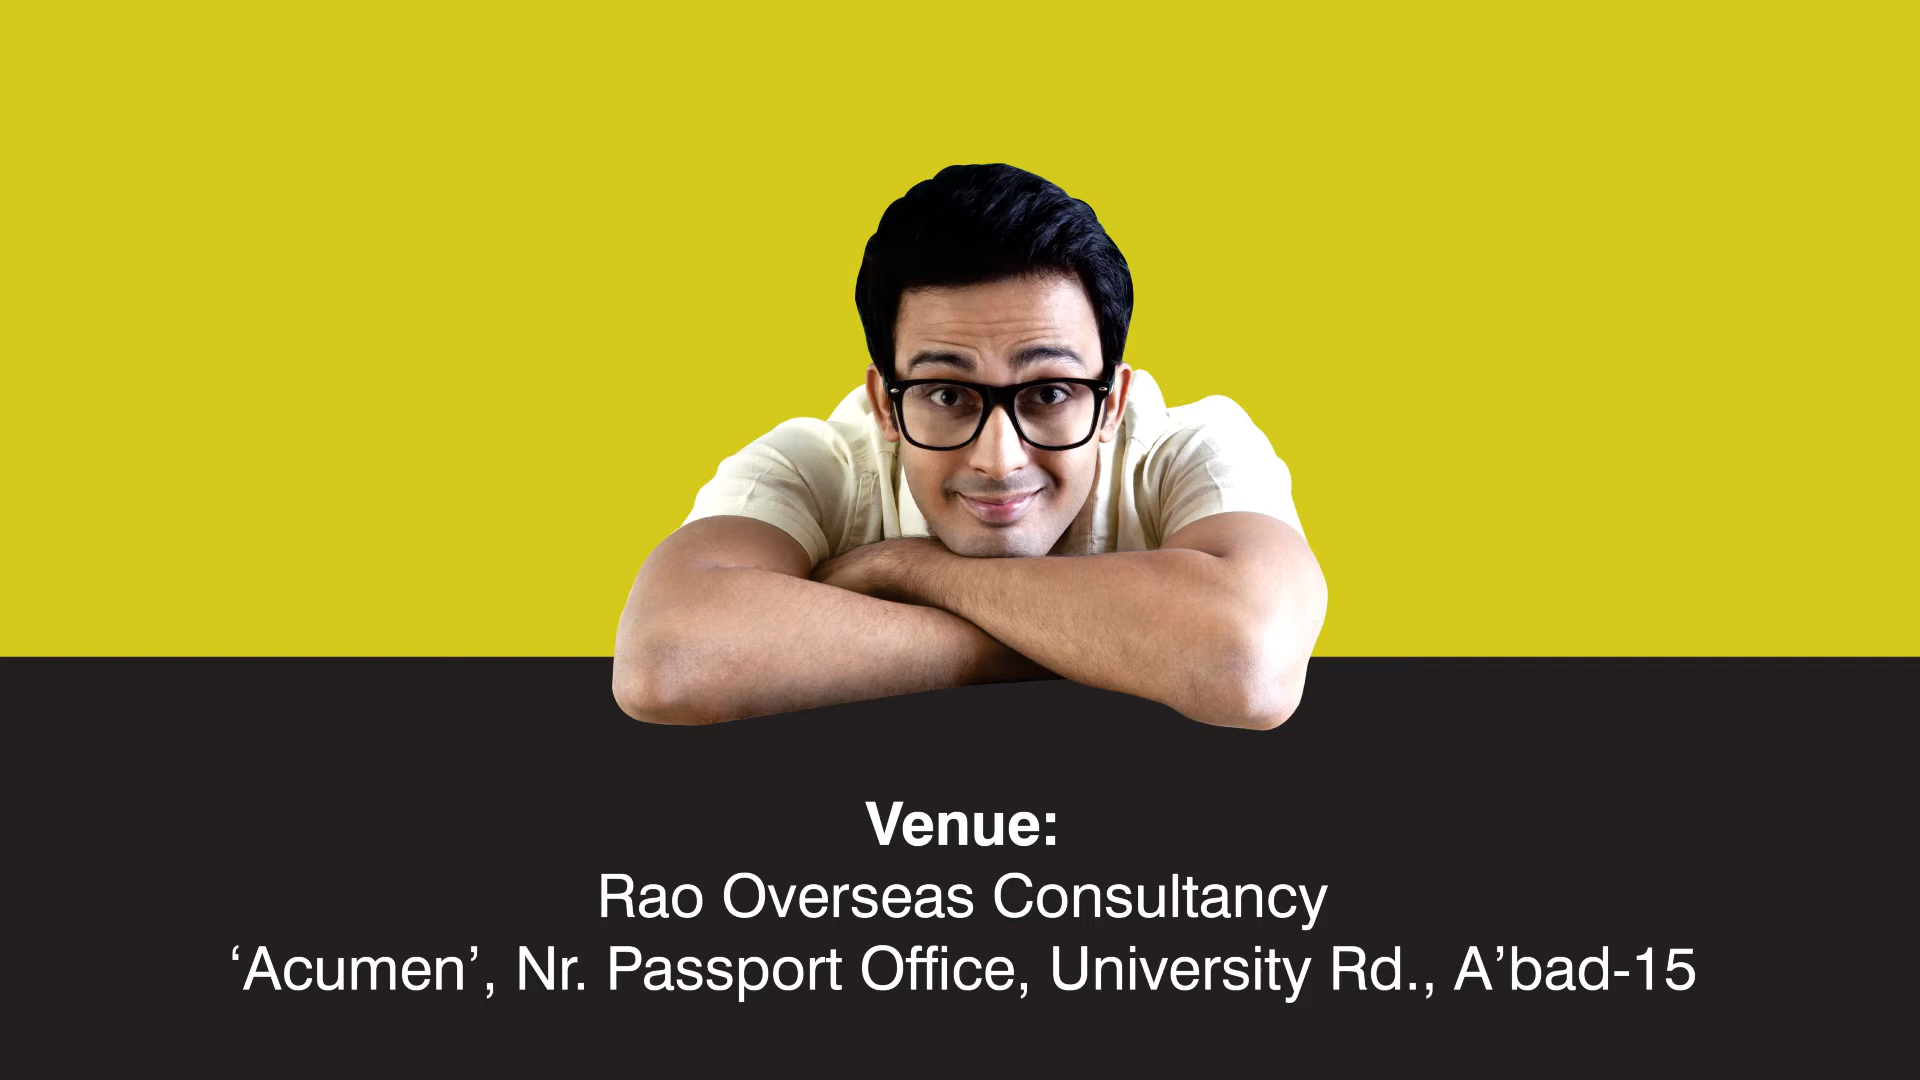 Venue:
Rao Overseas Consultancy
‘Acumen’, Nr. Passport Office, University Rd., A’bad-15